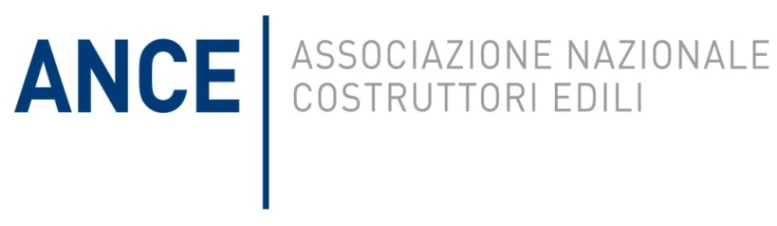 ANCE
ASSOCIAZIONE NAZIONALE
COSTRUTTORI EDILI